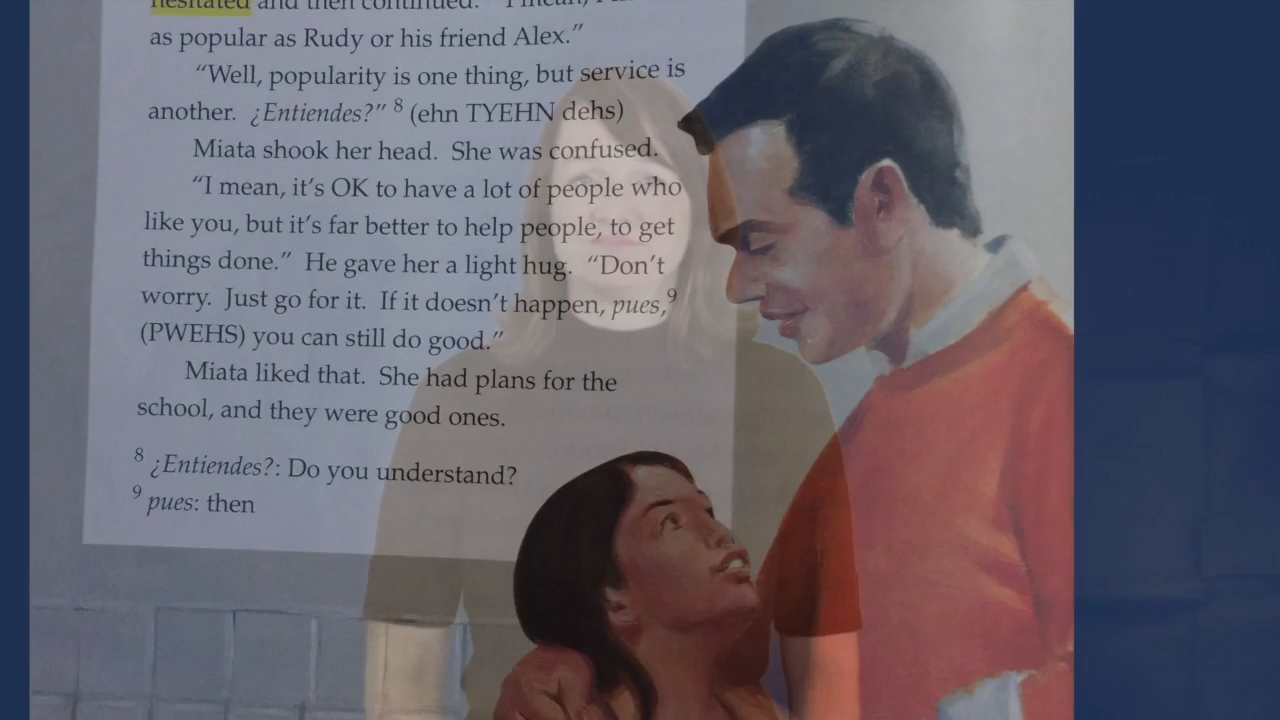 hesitated and then continued. "I mean, I
as popular as Rudy or his friend Alex."
"Well, popularity is one thing, but service is
another. ¿Entiendes?" 8 (ehn TYEHN dehs)
Miata shook her head. She was confused.
"I mean, it's OK to have a lot of people who
like you, but it's far better to help people, to get
things done." He gave her a light hug. "Don't
worry. Just go for it. If it doesn't happen, pues,9
(PWEHS) you can still do good."
Miata liked that. She had plans for the
school, and they were good ones.
8 ¿Entiendes?: Do you understand?
9 pues: then